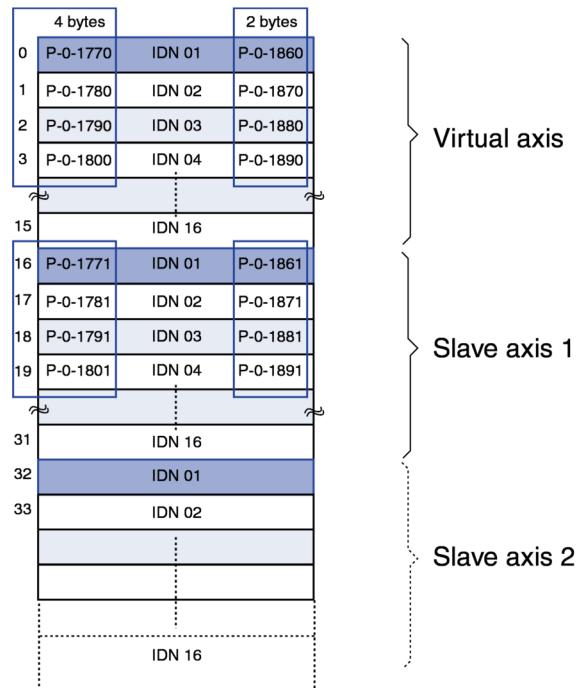 4 bytes 2 bytes
0 P-0-1770 IDN 01 P-0-1860
1 P-0-1780 IDN 02 P-0-1870
2 P-0-1790 IDN 03 P-0-1880
3 P-0-1800 IDN 04 P-0-1890
Virtual axis
15 IDN 16
16 P-0-1771 IDN 01 P-0-1861
17 P-0-1781 IDN 02 P-0-1871
18 P-0-1791 IDN 03 P-0-1881
19 P-0-1801 IDN 04 P-0-1891
Slave axis 1
31 IDN 16
32 IDN 01
33 IDN 02
Slave axis 2
IDN 16